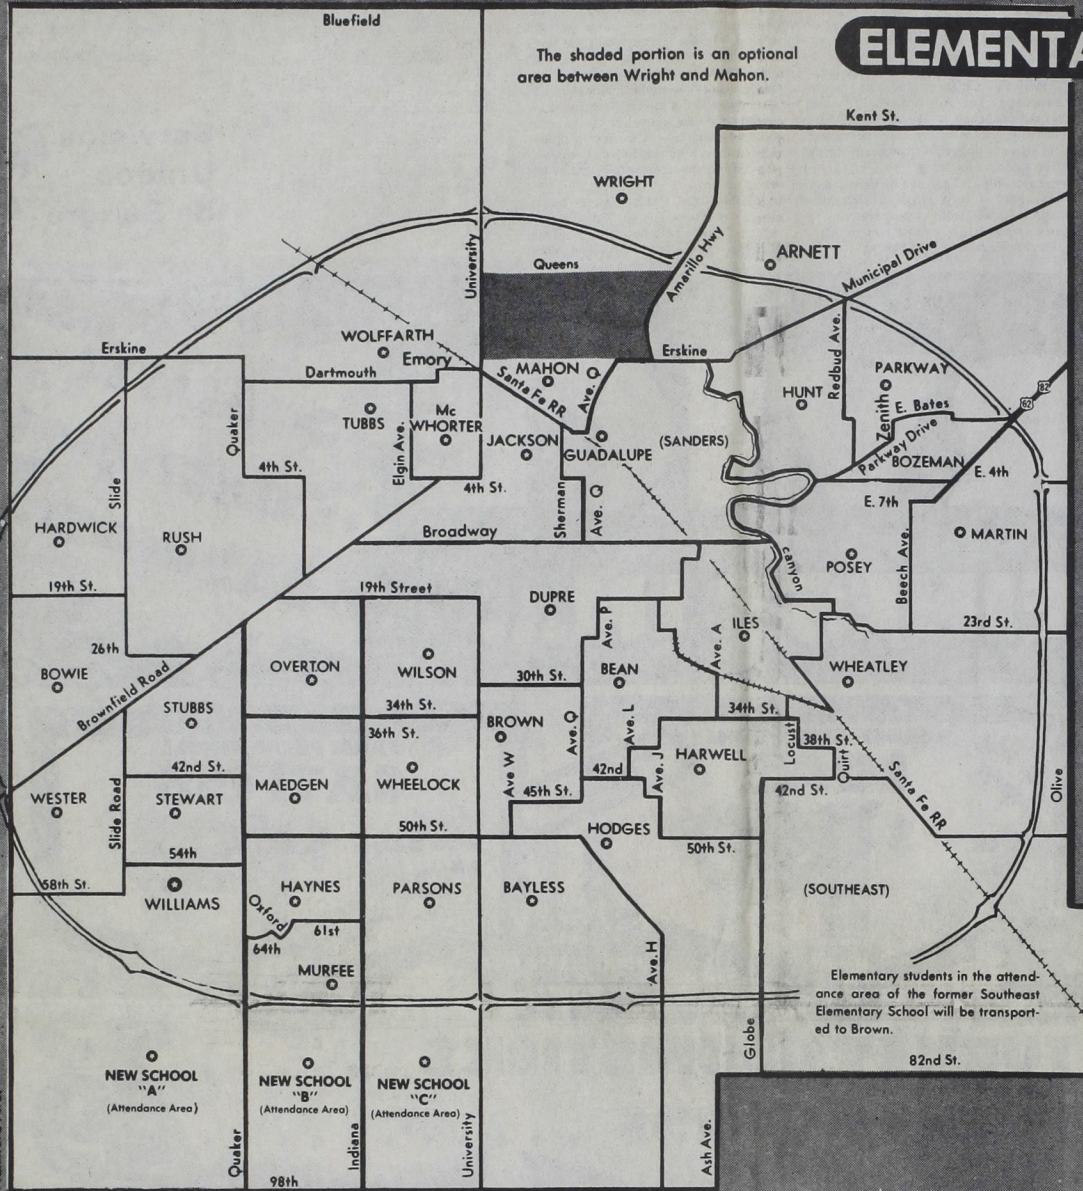 Bluefield
ELEMENTA
The shaded portion is an optional
area between Wright and Mahon.
Kent St.
WRIGHT
University
Amarillo Hwy
ARNETT
Municipal Drive
Queens
WOLFFARTH
Erskine
Emory
Dartmouth
MAHON
Santa Fe RR
Ave. Q
Erskine
Redbud Ave.
HUNT
PARKWAY
Zenith
E. Bates
62
82
Quaker
TUBBS
Elgin Ave.
Mc
WHORTER
JACKSON
GUADALUPE
(SANDERS)
Parkway Drive
BOZEMAN
E. 4th
4th St.
4th St.
Slide
Sherman
Ave. Q
E. 7th
HARDWICK
RUSH
Broadway
canyon
POSEY
Beech Ave.
MARTIN
19th St.
19th Street
DUPRE
Ave. P
ILES
Ave. A
23rd St.
26th
BOWIE
Brownfield Road
OVERTON
WILSON
30th St.
BEAN
WHEATLEY
STUBBS
34th St.
36th St.
BROWN
Ave. Q
Ave. L
34th St.
Locust
38th St.
Quirt
42nd St.
MAEDGEN
WHEELOCK
Ave W
42nd
Ave. J
HARWELL
42nd St.
Santa Fe RR
Olive
WESTER
Slide Road
STEWART
45th St.
50th St.
HODGES
50th St.
54th
58th St.
WILLIAMS
HAYNES
Oxford
61st
64th
PARSONS
BAYLESS
(SOUTHEAST)
MURFEE
Ave. H
Elementary students in the attend-
ance area of the former Southeast
Elementary School will be transport-
ed to Brown.
Globe
82nd St.
NEW SCHOOL
"A"
(Attendance Area)
NEW SCHOOL
"B"
(Attendance Area)
NEW SCHOOL
"C"
(Attendance Area)
Quaker
Indiana
University
Ash Ave.
98th